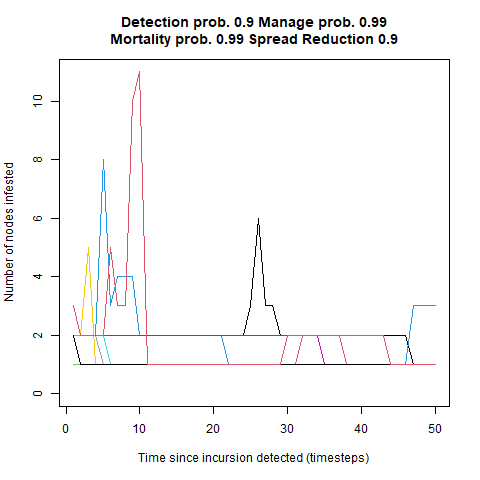 Detection prob. 0.9 Manage prob. 0.99
Mortality prob. 0.99 Spread Reduction 0.9
Number of nodes infested
10
8
6
4
2
0
0 10 20 30 40 50
Time since incursion detected (timesteps)